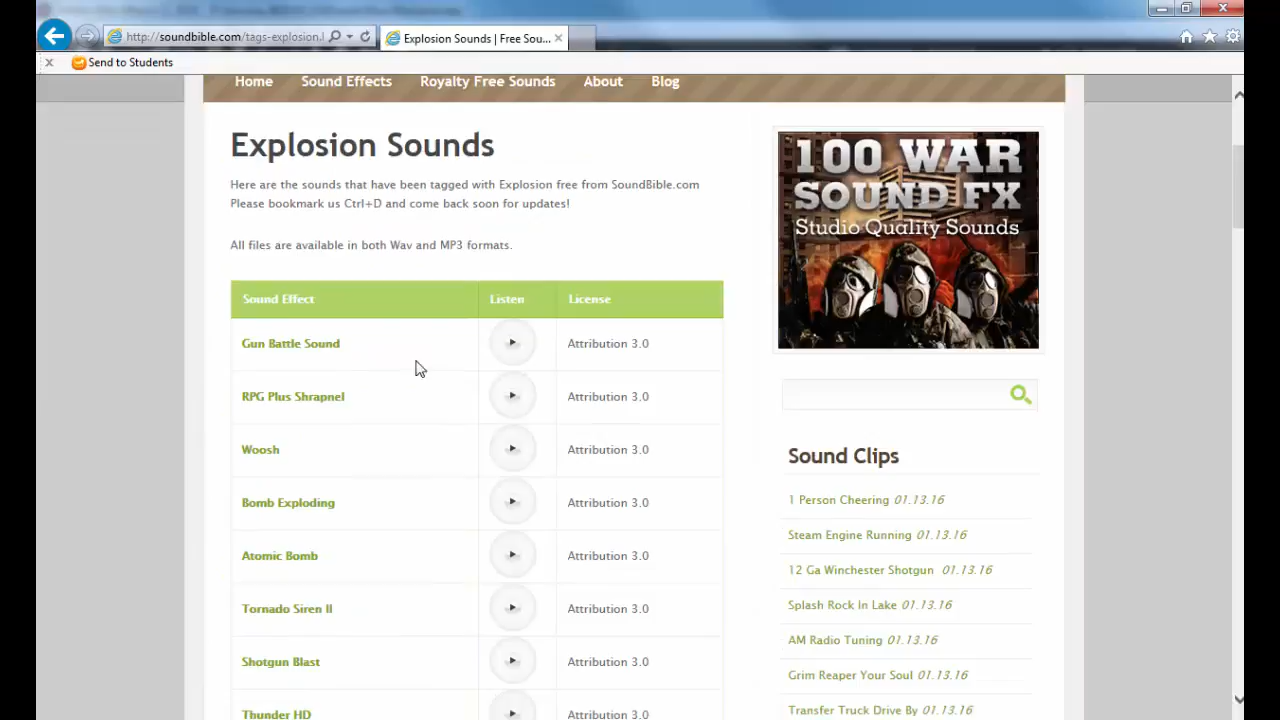 http://soundbible.com/tags-explosion.l
Explosion Sounds | Free Sou...
Send to Students
Home Sound Effects Royalty Free Sounds About Blog
Explosion Sounds
Here are the sounds that have been tagged with Explosion free from SoundBible.com
Please bookmark us Ctrl+D and come back soon for updates!
All files are available in both Wav and MP3 formats.
Sound Effect Listen License
Gun Battle Sound Attribution 3.0
RPG Plus Shrapnel Attribution 3.0
Woosh Attribution 3.0
Bomb Exploding Attribution 3.0
Atomic Bomb Attribution 3.0
Tornado Siren II Attribution 3.0
Shotgun Blast Attribution 3.0
Thunder HD Attribution 3.0
100 WAR
SOUND FX
Studio Quality Sounds
Sound Clips
1 Person Cheering 01.13.16
Steam Engine Running 01.13.16
12 Ga Winchester Shotgun 01.13.16
Splash Rock In Lake 01.13.16
AM Radio Tuning 01.13.16
Grim Reaper Your Soul 01.13.16
Transfer Truck Drive By 01.13.16